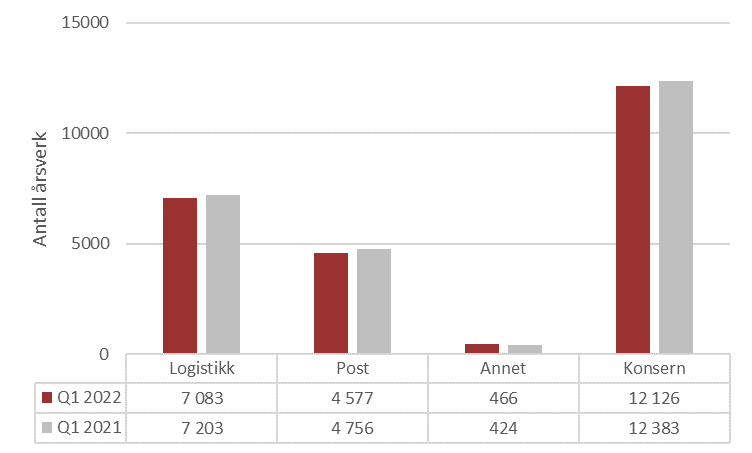 15000
10000
5000
0
Antall årsverk
Logistikk Post Annet Konsern
Q1 2022 7 083 4 577 466 12 126
Q1 2021 7 203 4 756 424 12 383